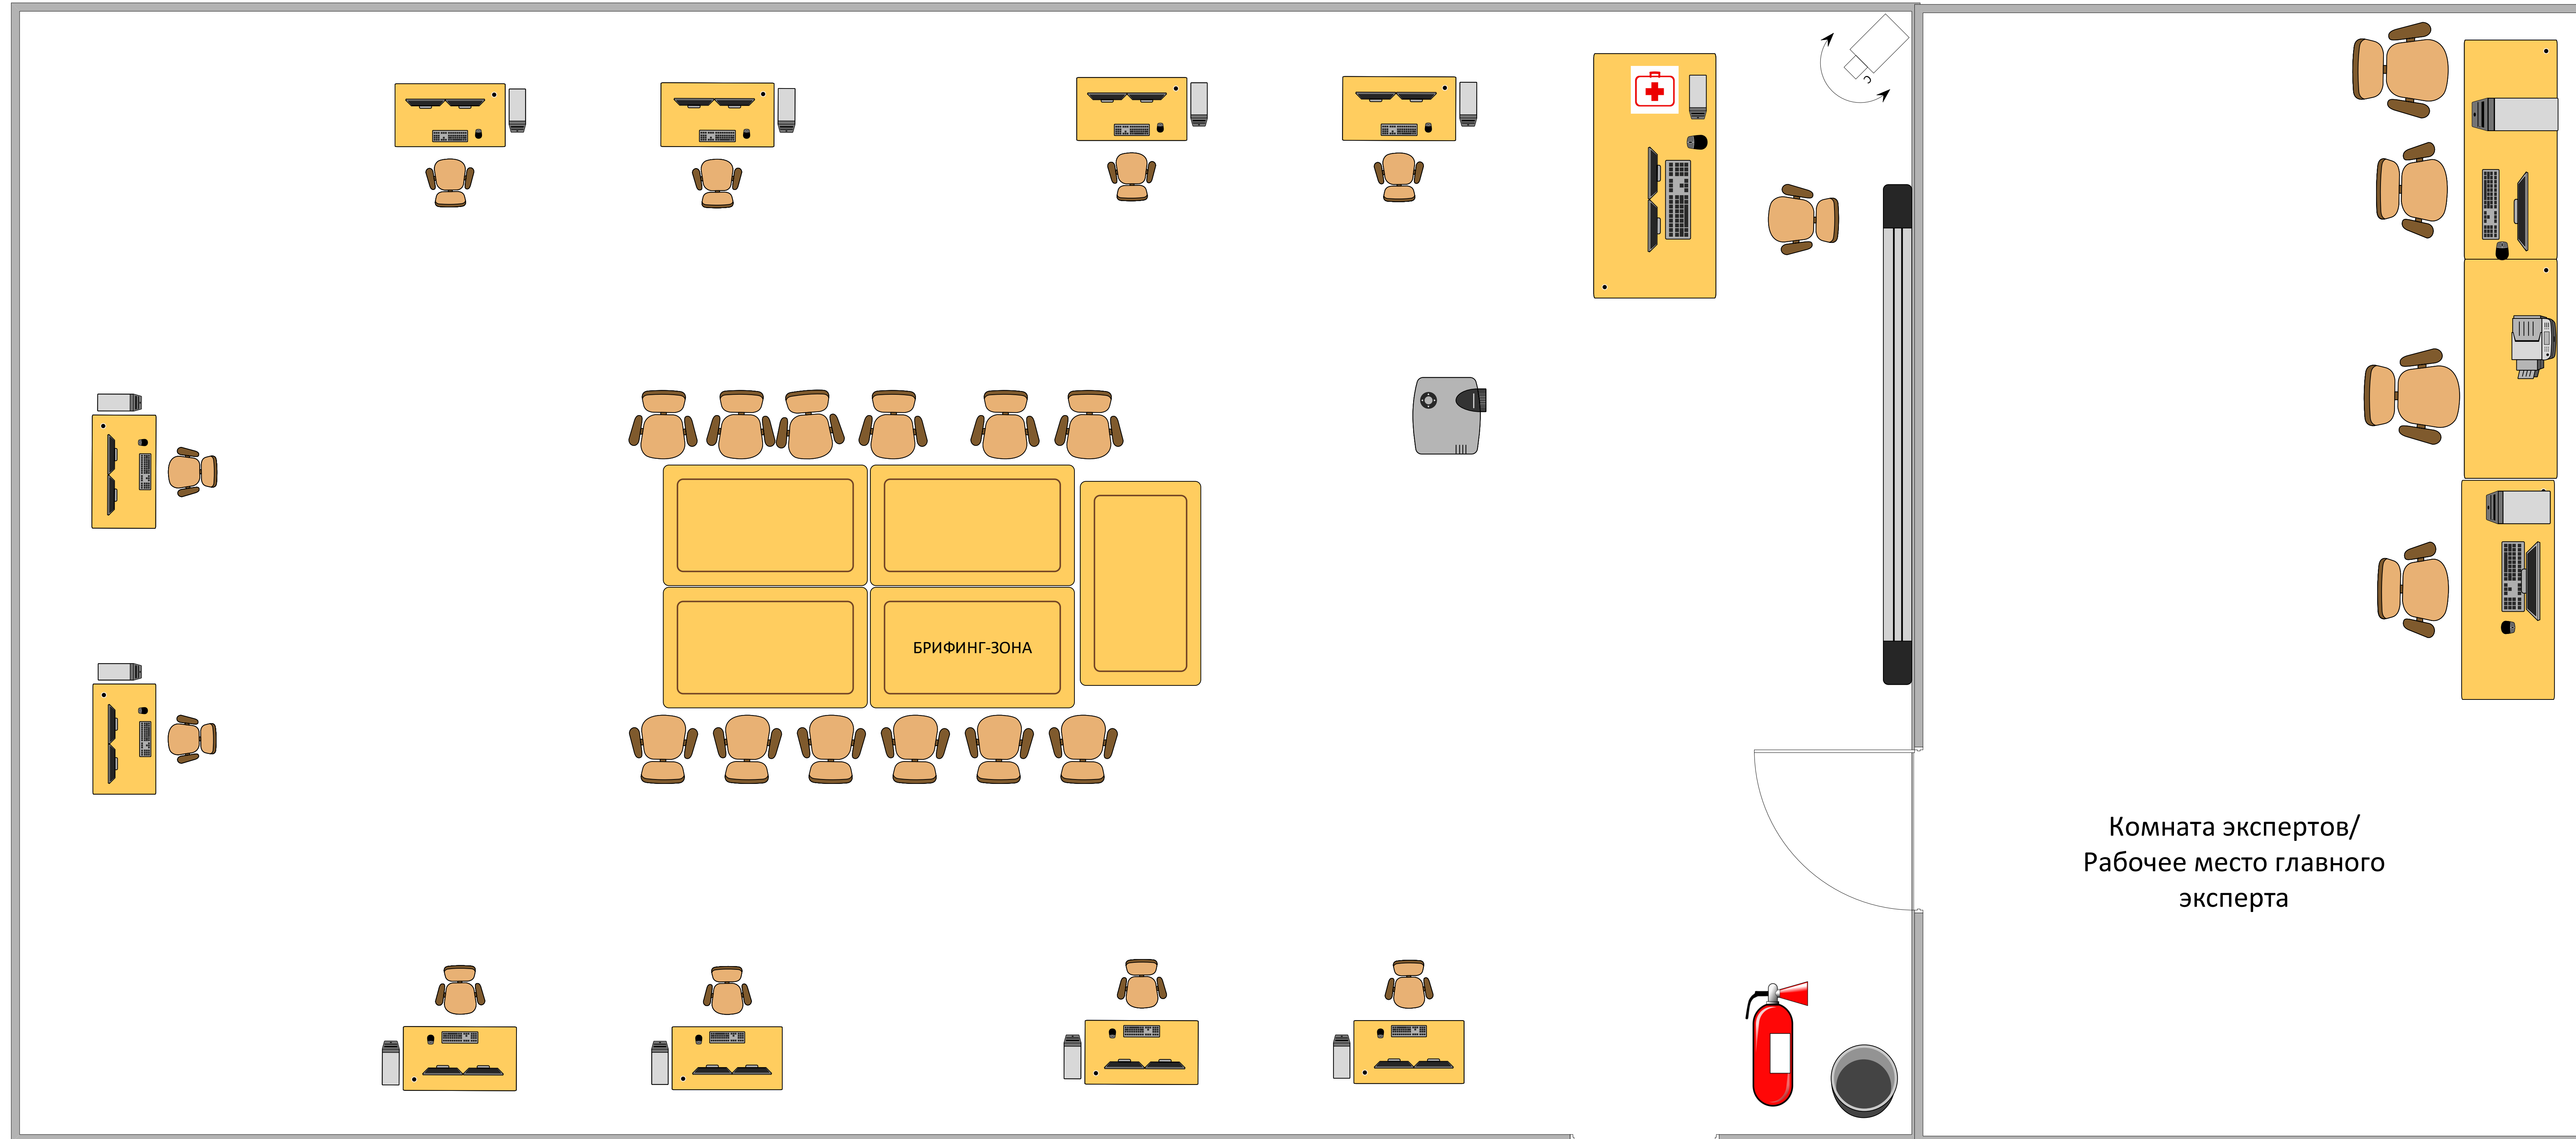 БРИФИНГ-ЗОНА
Комната экспертов/
Рабочее место главного
эксперта